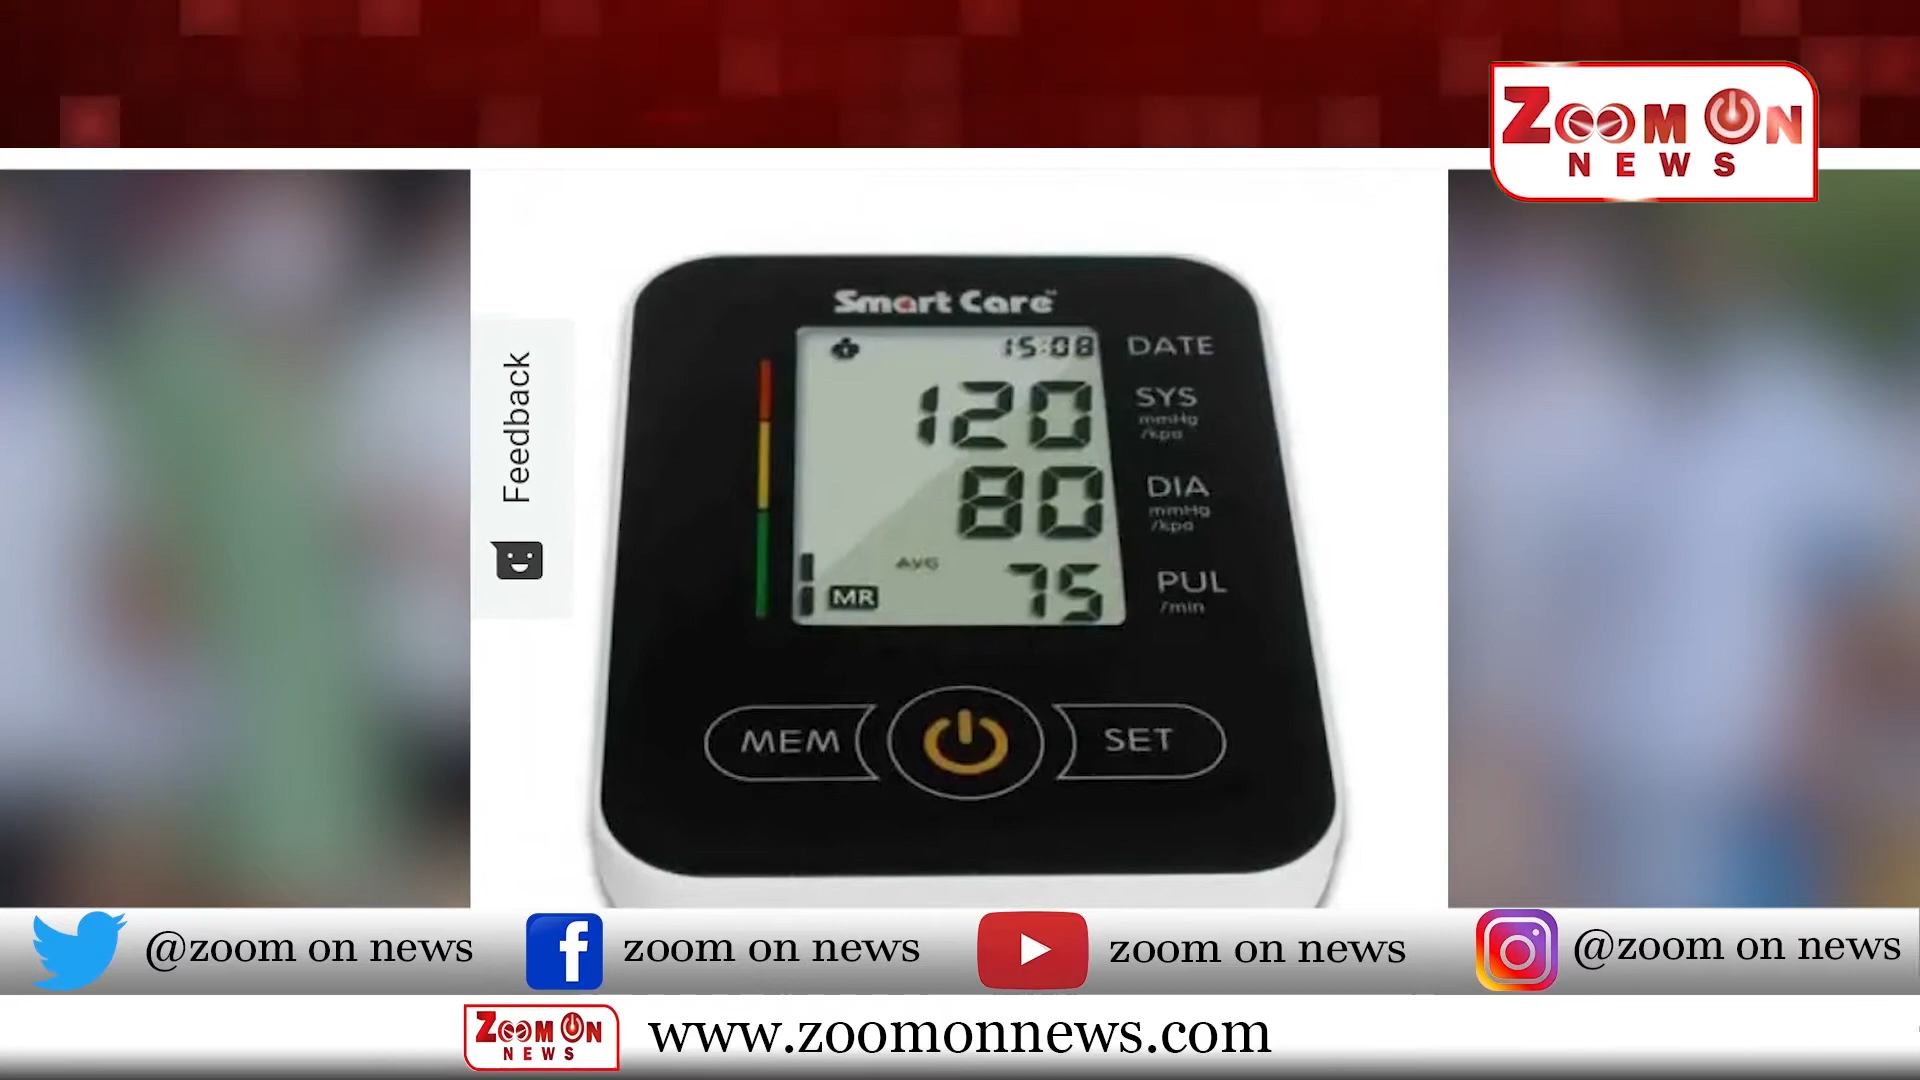 ZOOM ON
NEWS
Feedback
Smart Care
15:08
DATE
120
SYS
mmHg
/kpa
80
DIA
mmHg
/kpa
AVG
MR
75
PUL
/min
MEM
SET
@zoom on news
zoom on news
zoom on news
@zoom on news
ZOOM ON
NEWS
www.zoomonnews.com